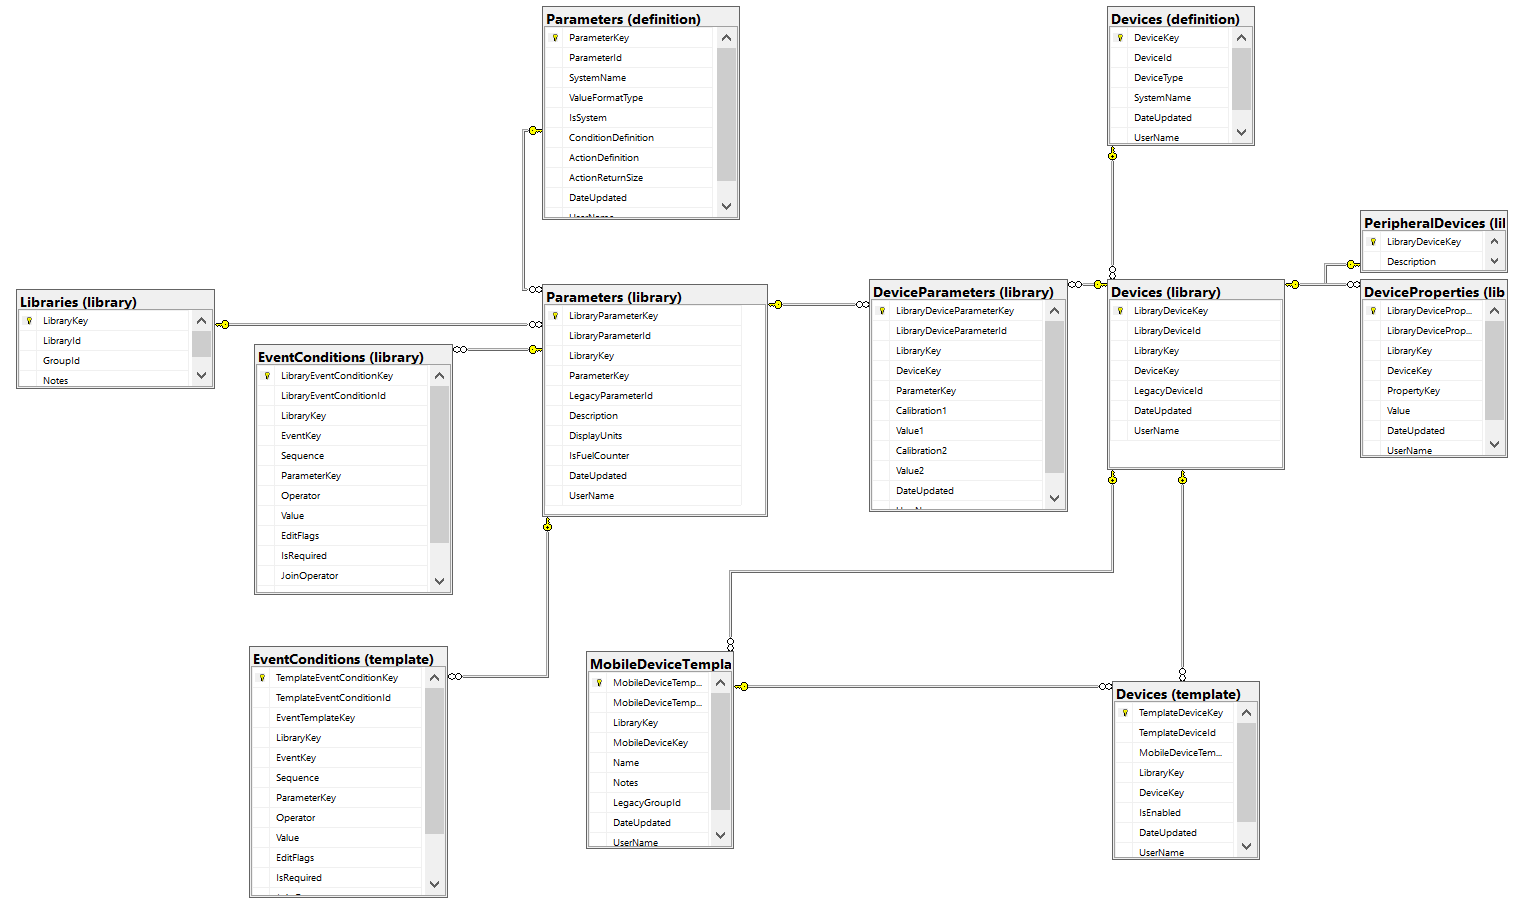 Parameters (definition)
ParameterKey
ParameterId
SystemName
ValueFormatType
IsSystem
ConditionDefinition
ActionDefinition
ActionReturnSize
DateUpdated
UserName
Devices (definition)
DeviceKey
DeviceId
DeviceType
SystemName
DateUpdated
UserName
PeripheralDevices (lil
LibraryDeviceKey
Description
Libraries (library)
LibraryKey
LibraryId
GroupId
Notes
EventConditions (library)
LibraryEventConditionKey
LibraryEventConditionId
LibraryKey
EventKey
Sequence
ParameterKey
Operator
Value
EditFlags
IsRequired
JoinOperator
Parameters (library)
LibraryParameterKey
LibraryParameterId
LibraryKey
ParameterKey
LegacyParameterId
Description
DisplayUnits
IsFuelCounter
DateUpdated
UserName
DeviceParameters (library)
LibraryDeviceParameterKey
LibraryDeviceParameterId
LibraryKey
DeviceKey
ParameterKey
Calibration1
Value1
Calibration2
Value2
DateUpdated
Devices (library)
LibraryDeviceKey
LibraryDeviceId
LibraryKey
DeviceKey
LegacyDeviceId
DateUpdated
UserName
DeviceProperties (lib
LibraryDeviceProp...
LibraryDeviceProp...
LibraryKey
DeviceKey
PropertyKey
Value
DateUpdated
UserName
EventConditions (template)
TemplateEventConditionKey
TemplateEventConditionId
EventTemplateKey
LibraryKey
EventKey
Sequence
ParameterKey
Operator
Value
EditFlags
IsRequired
MobileDeviceTempla
MobileDeviceTemp...
MobileDeviceTemp...
LibraryKey
MobileDeviceKey
Name
Notes
LegacyGroupId
DateUpdated
UserName
Devices (template)
TemplateDeviceKey
TemplateDeviceId
MobileDeviceTem...
LibraryKey
DeviceKey
IsEnabled
DateUpdated
UserName